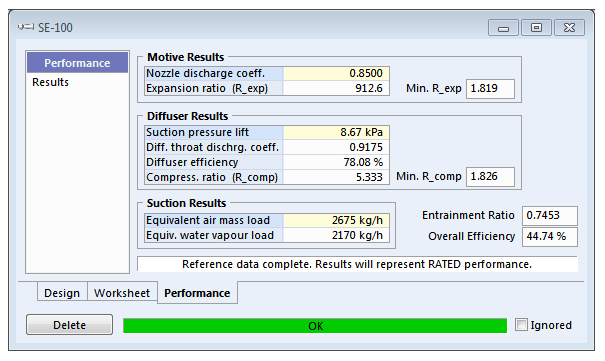 SE-100
Performance
Results
Motive Results
Nozzle discharge coeff. 0.8500
Expansion ratio (R_exp) 912.6 Min. R_exp 1.819
Diffuser Results
Suction pressure lift 8.67 kPa
Diff. throat dischrg. coeff. 0.9175
Diffuser efficiency 78.08 %
Compress. ratio (R_comp) 5.333 Min. R_comp 1.826
Suction Results
Equivalent air mass load 2675 kg/h
Equiv. water vapour load 2170 kg/h
Entrainment Ratio 0.7453
Overall Efficiency 44.74 %
Reference data complete. Results will represent RATED performance.
Design Worksheet Performance
Delete OK Ignored